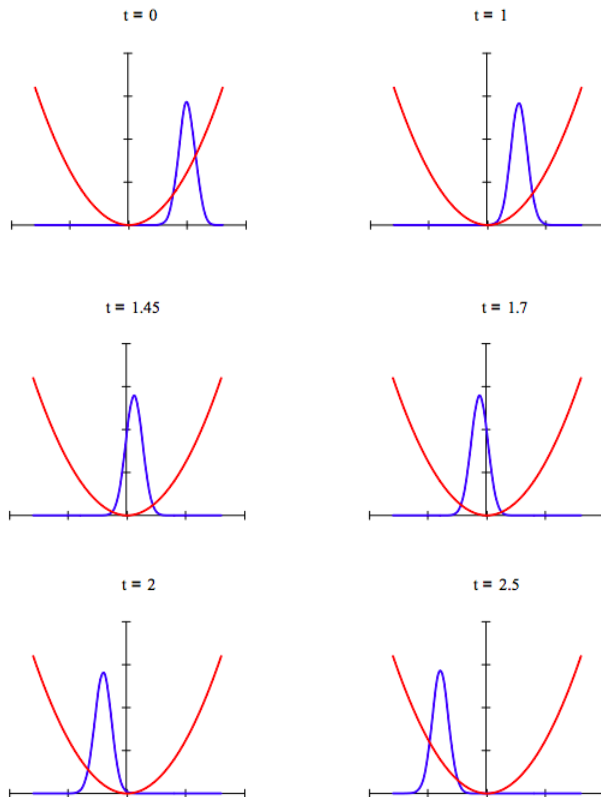 t = 0
t = 1
t = 1.45
t = 1.7
t = 2
t = 2.5